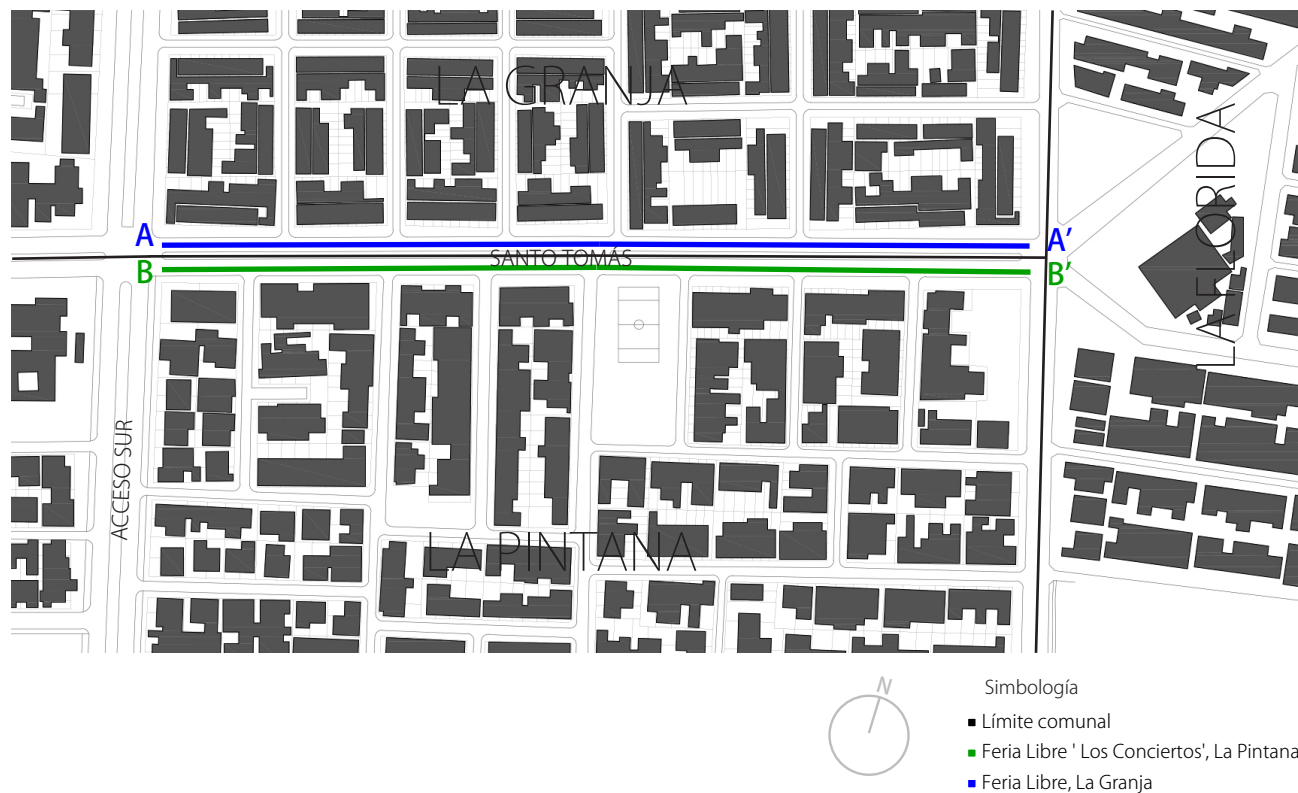 LA GRANJA
LA FLORIDA
A
A'
SANTO TOMÁS
B
B'
ACCESO SUR
LA PINTANA
N
Simbología
Límite comunal
Feria Libre ' Los Conciertos', La Pintana
Feria Libre, La Granja